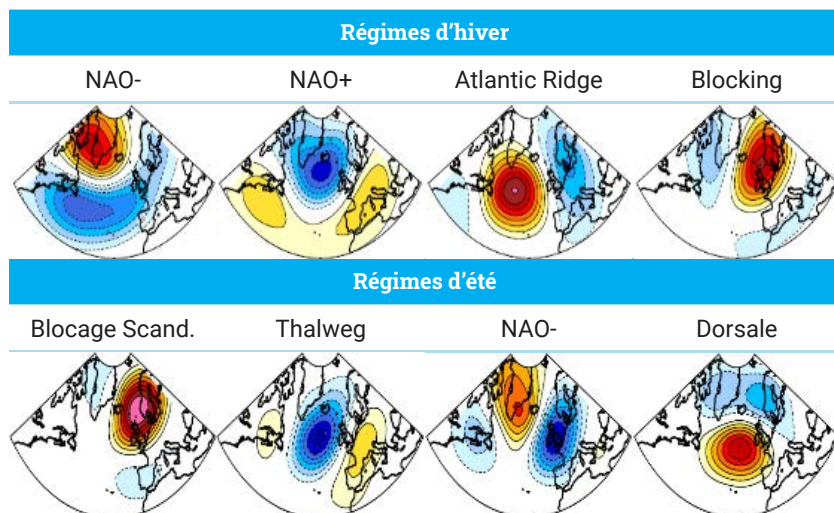 Régimes d'hiver
NAO- NAO+ Atlantic Ridge Blocking
Régimes d'été
Blocage Scand. Thalweg NAO- Dorsale